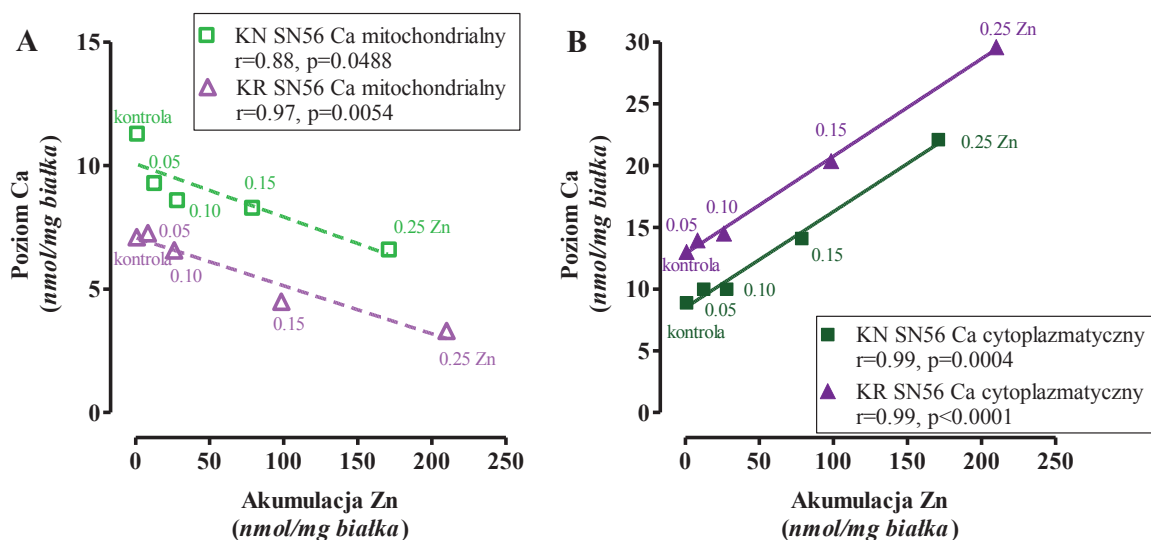 A
KN SN56 Ca mitochondrialny
r=0.88, p=0.0488
KR SN56 Ca mitochondrialny
r=0.97, p=0.0054
Poziom Ca
(nmol/mg białka)
15
10
5
0
kontrola
0.05
0.10
0.15
0.25 Zn
kontrola
0.05
0.10
0.15
0.25 Zn
0
50
100
150
200
250
Akumulacja Zn
(nmol/mg białka)
B
Poziom Ca
(nmol/mg białka)
30
25
20
15
10
5
0
0.25 Zn
0.15
0.10
0.05
kontrola
0.25 Zn
0.15
0.10
0.05
kontrola
KN SN56 Ca cytoplazmatyczny
r=0.99, p=0.0004
KR SN56 Ca cytoplazmatyczny
r=0.99, p<0.0001
0
50
100
150
200
250
Akumulacja Zn
(nmol/mg białka)